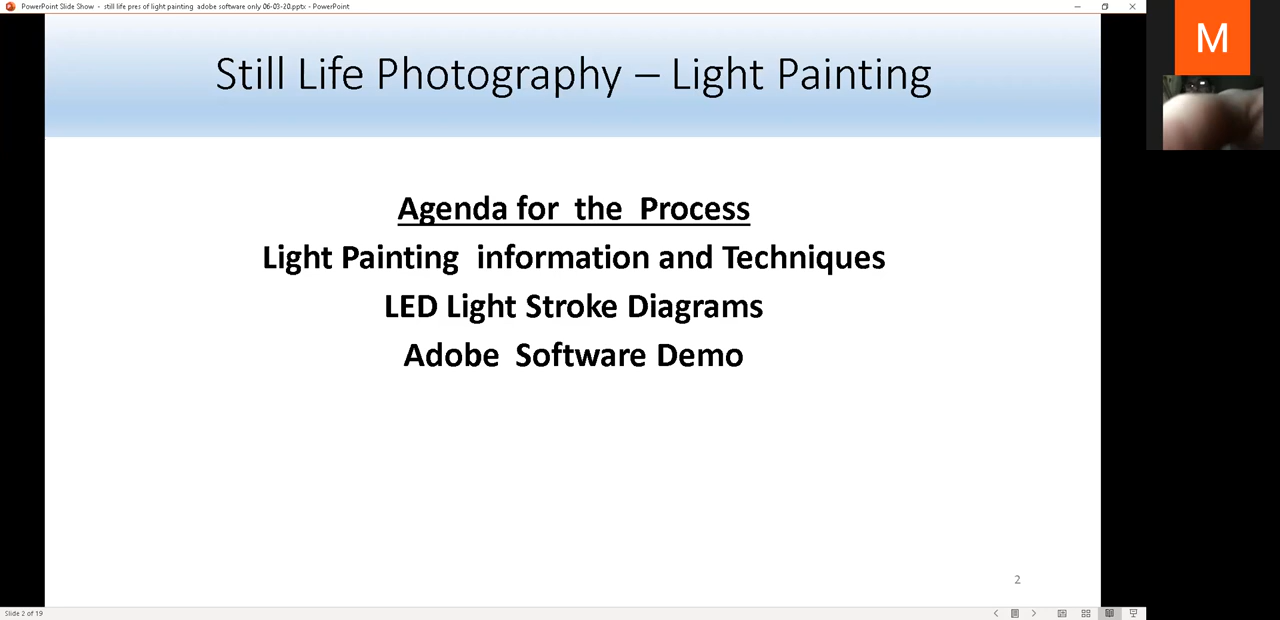 PowerPoint Slide Show - still life pres of light painting adobe software only 06-03-20.pptx - PowerPoint
M
Still Life Photography – Light Painting
Agenda for the Process
Light Painting information and Techniques
LED Light Stroke Diagrams
Adobe Software Demo
2
Slide 2 of 19